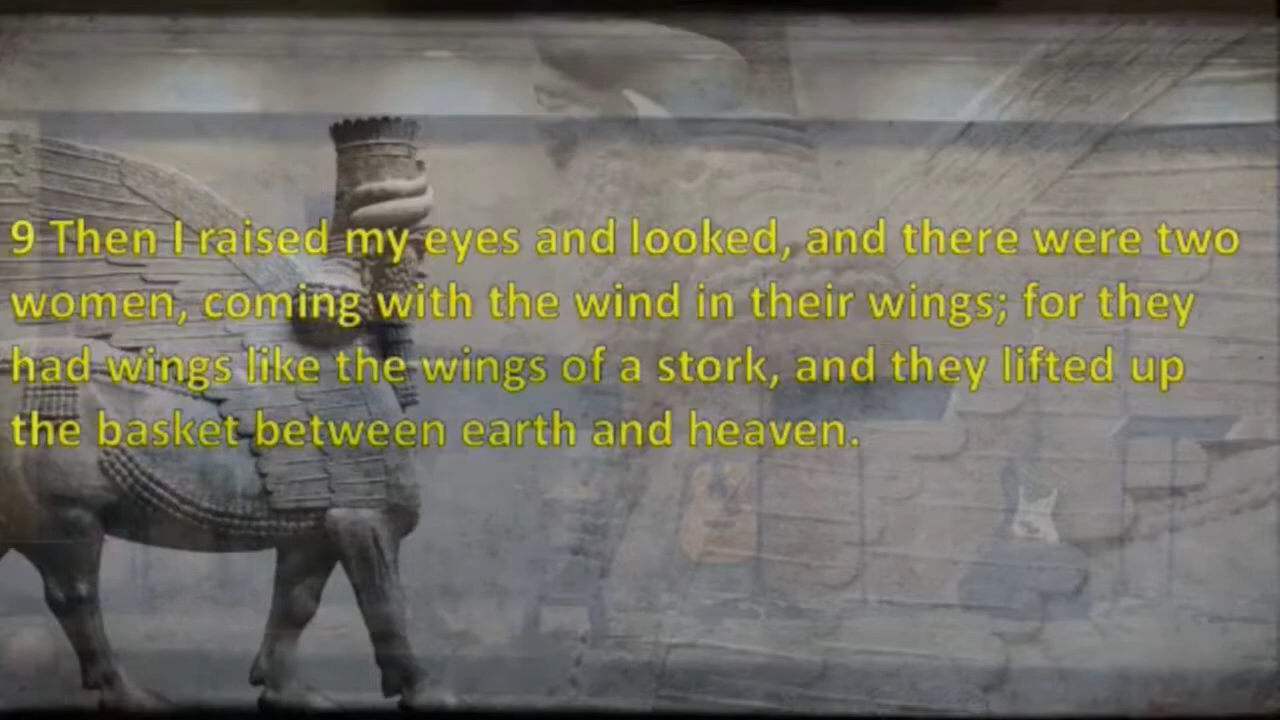 9 Then I raised my eyes and looked, and there were two
women, coming with the wind in their wings; for they
had wings like the wings of a stork, and they lifted up
the basket between earth and heaven.